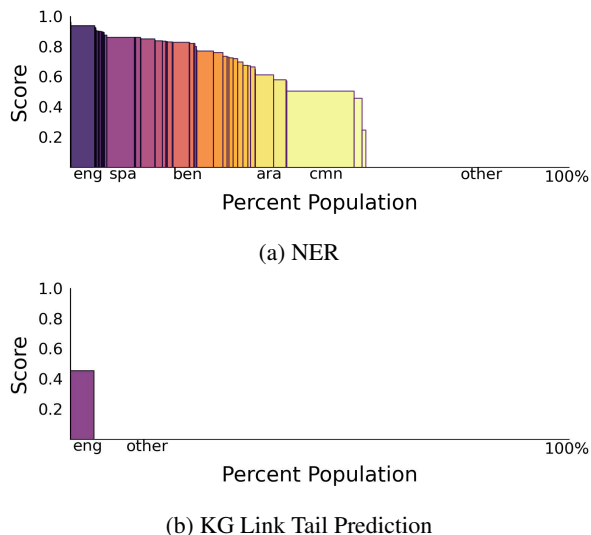 1.0
0.8
0.6
0.4
0.2
Score
eng spa ben ara cmn other 100%
Percent Population
(a) NER
1.0
0.8
0.6
0.4
0.2
Score
eng other 100%
Percent Population
(b) KG Link Tail Prediction